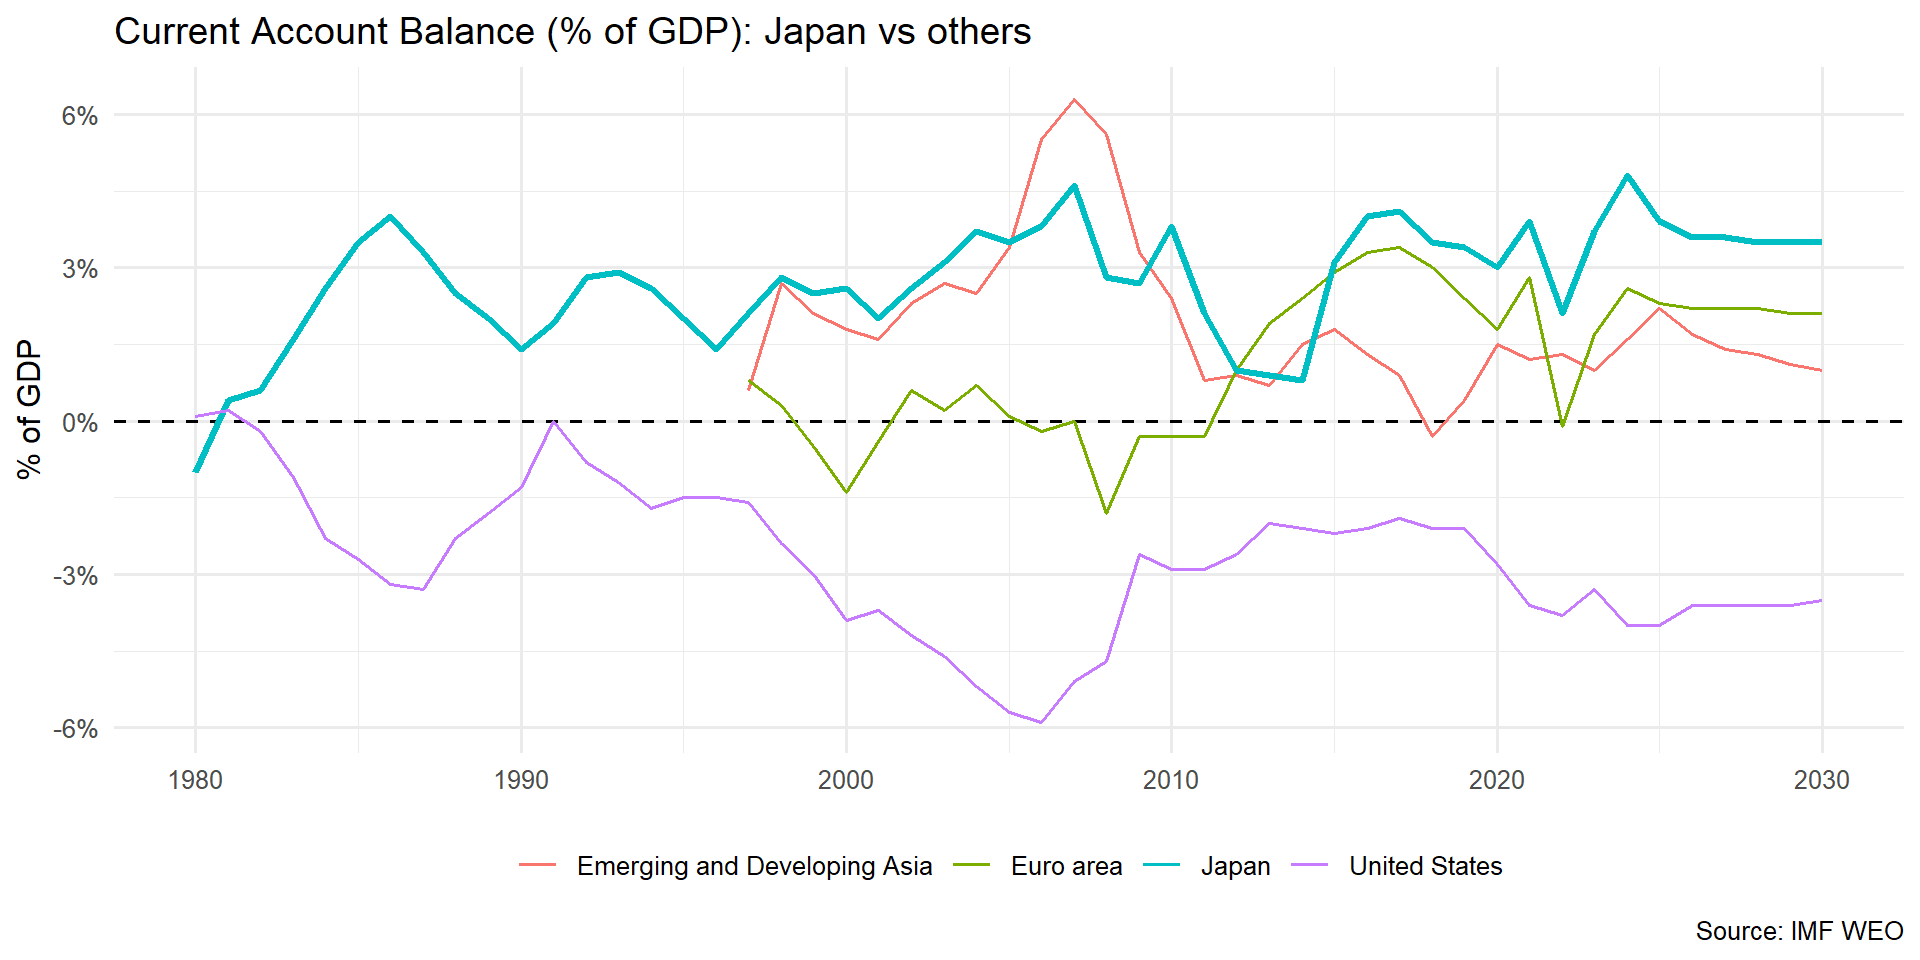 Current Account Balance (% of GDP): Japan vs others
% of GDP
6%
3%
0%
-3%
-6%
1980 1990 2000 2010 2020 2030
Emerging and Developing Asia Euro area Japan United States
Source: IMF WEO